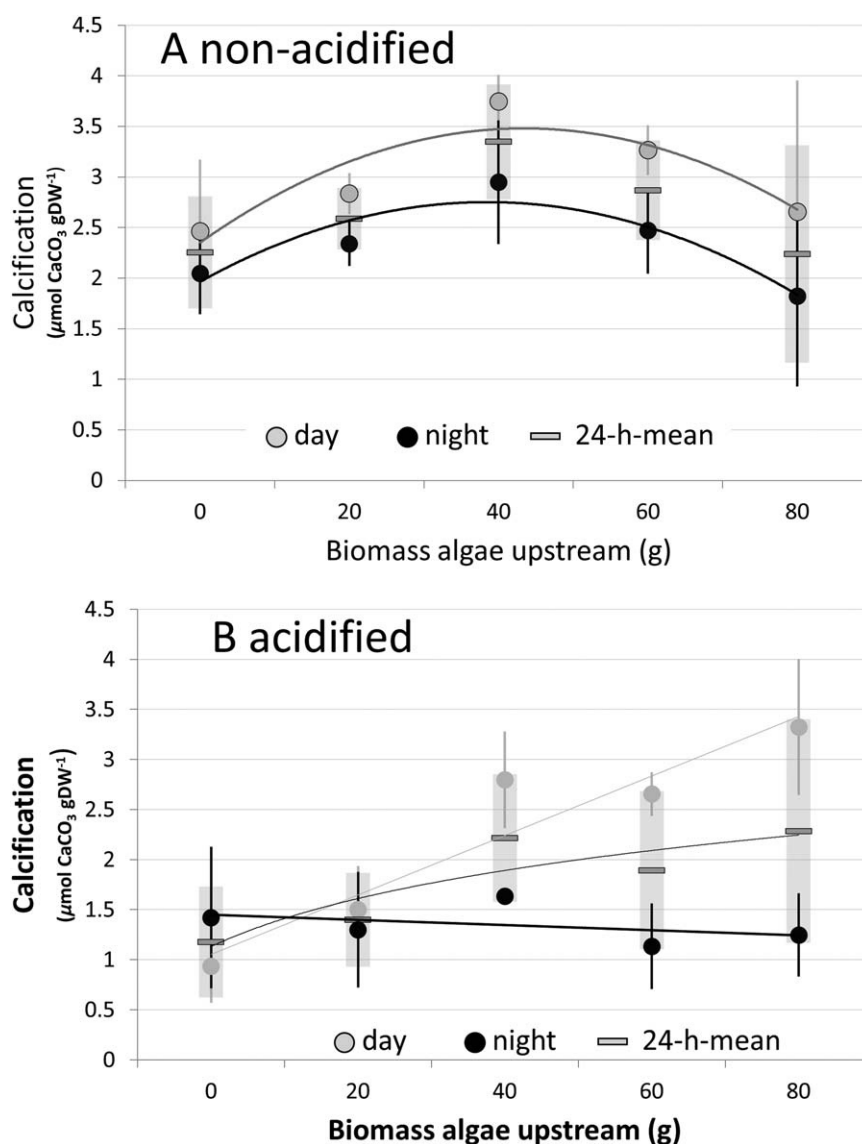 A non-acidified
4.5
4
3.5
3
2.5
2
1.5
1
0.5
0
Calcification
(µmol CaCO₃ gDW⁻¹)
day night 24-h-mean
0 20 40 60 80
Biomass algae upstream (g)
B acidified
4.5
4
3.5
3
2.5
2
1.5
1
0.5
0
Calcification
(µmol CaCO₃ gDW⁻¹)
day night 24-h-mean
0 20 40 60 80
Biomass algae upstream (g)